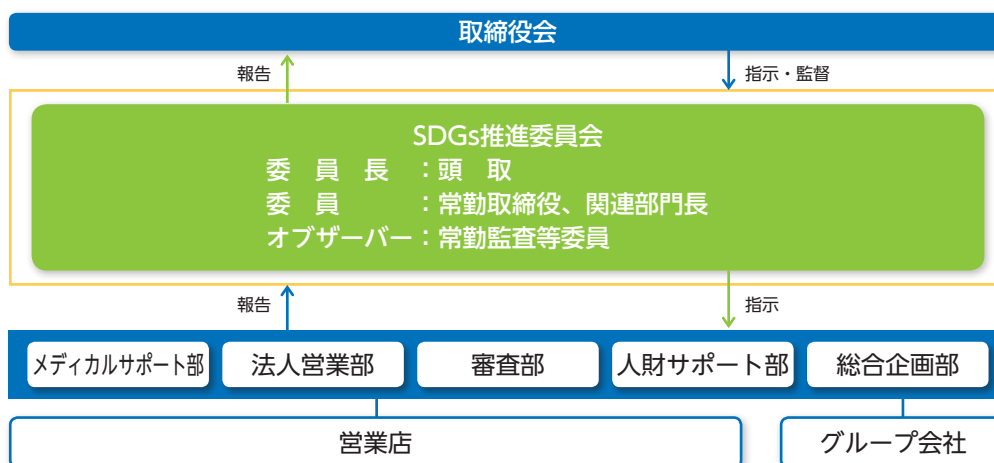 取締役会
報告
指示・監督
SDGs推進委員会
委　員　長　：頭　取
委　員　　　：常勤取締役、関連部門長
オブザーバー：常勤監査等委員
報告
指示
メディカルサポート部
法人営業部
審査部
人財サポート部
総合企画部
営業店
グループ会社